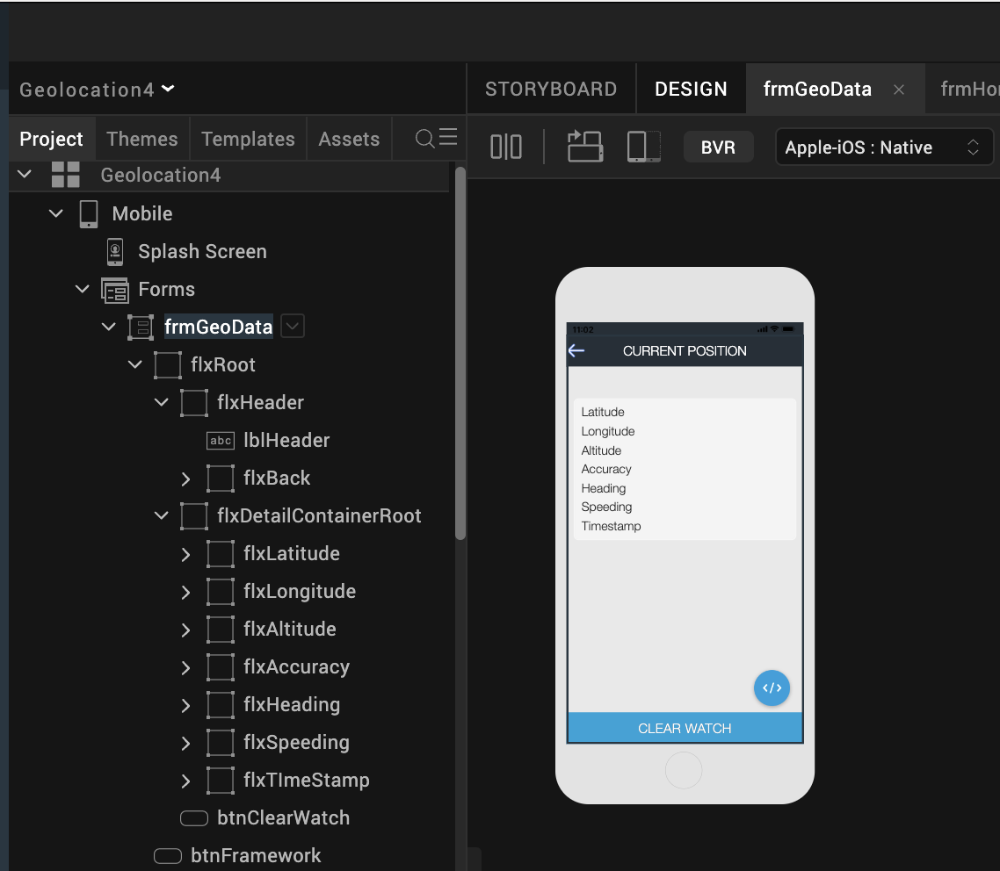 Geolocation4
STORYBOARD
DESIGN
frmGeoData
frmHo
Project
Themes
Templates
Assets
BVR
Apple-iOS : Native
Geolocation4
Mobile
Splash Screen
Forms
frmGeoData
flxRoot
flxHeader
abc lblHeader
flxBack
flxDetailContainerRoot
flxLatitude
flxLongitude
flxAltitude
flxAccuracy
flxHeading
flxSpeeding
flxTImeStamp
btnClearWatch
btnFramework
11:02
CURRENT POSITION
Latitude
Longitude
Altitude
Accuracy
Heading
Speeding
Timestamp
</>
CLEAR WATCH